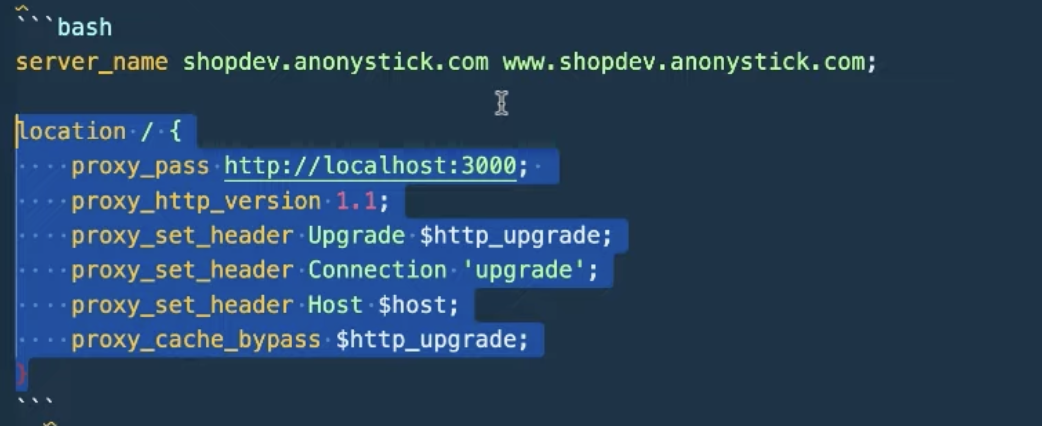 ```bash
server_name shopdev.anonystick.com www.shopdev.anonystick.com;
location / {
    proxy_pass http://localhost:3000;
    proxy_http_version 1.1;
    proxy_set_header Upgrade $http_upgrade;
    proxy_set_header Connection 'upgrade';
    proxy_set_header Host $host;
    proxy_cache_bypass $http_upgrade;
}
```